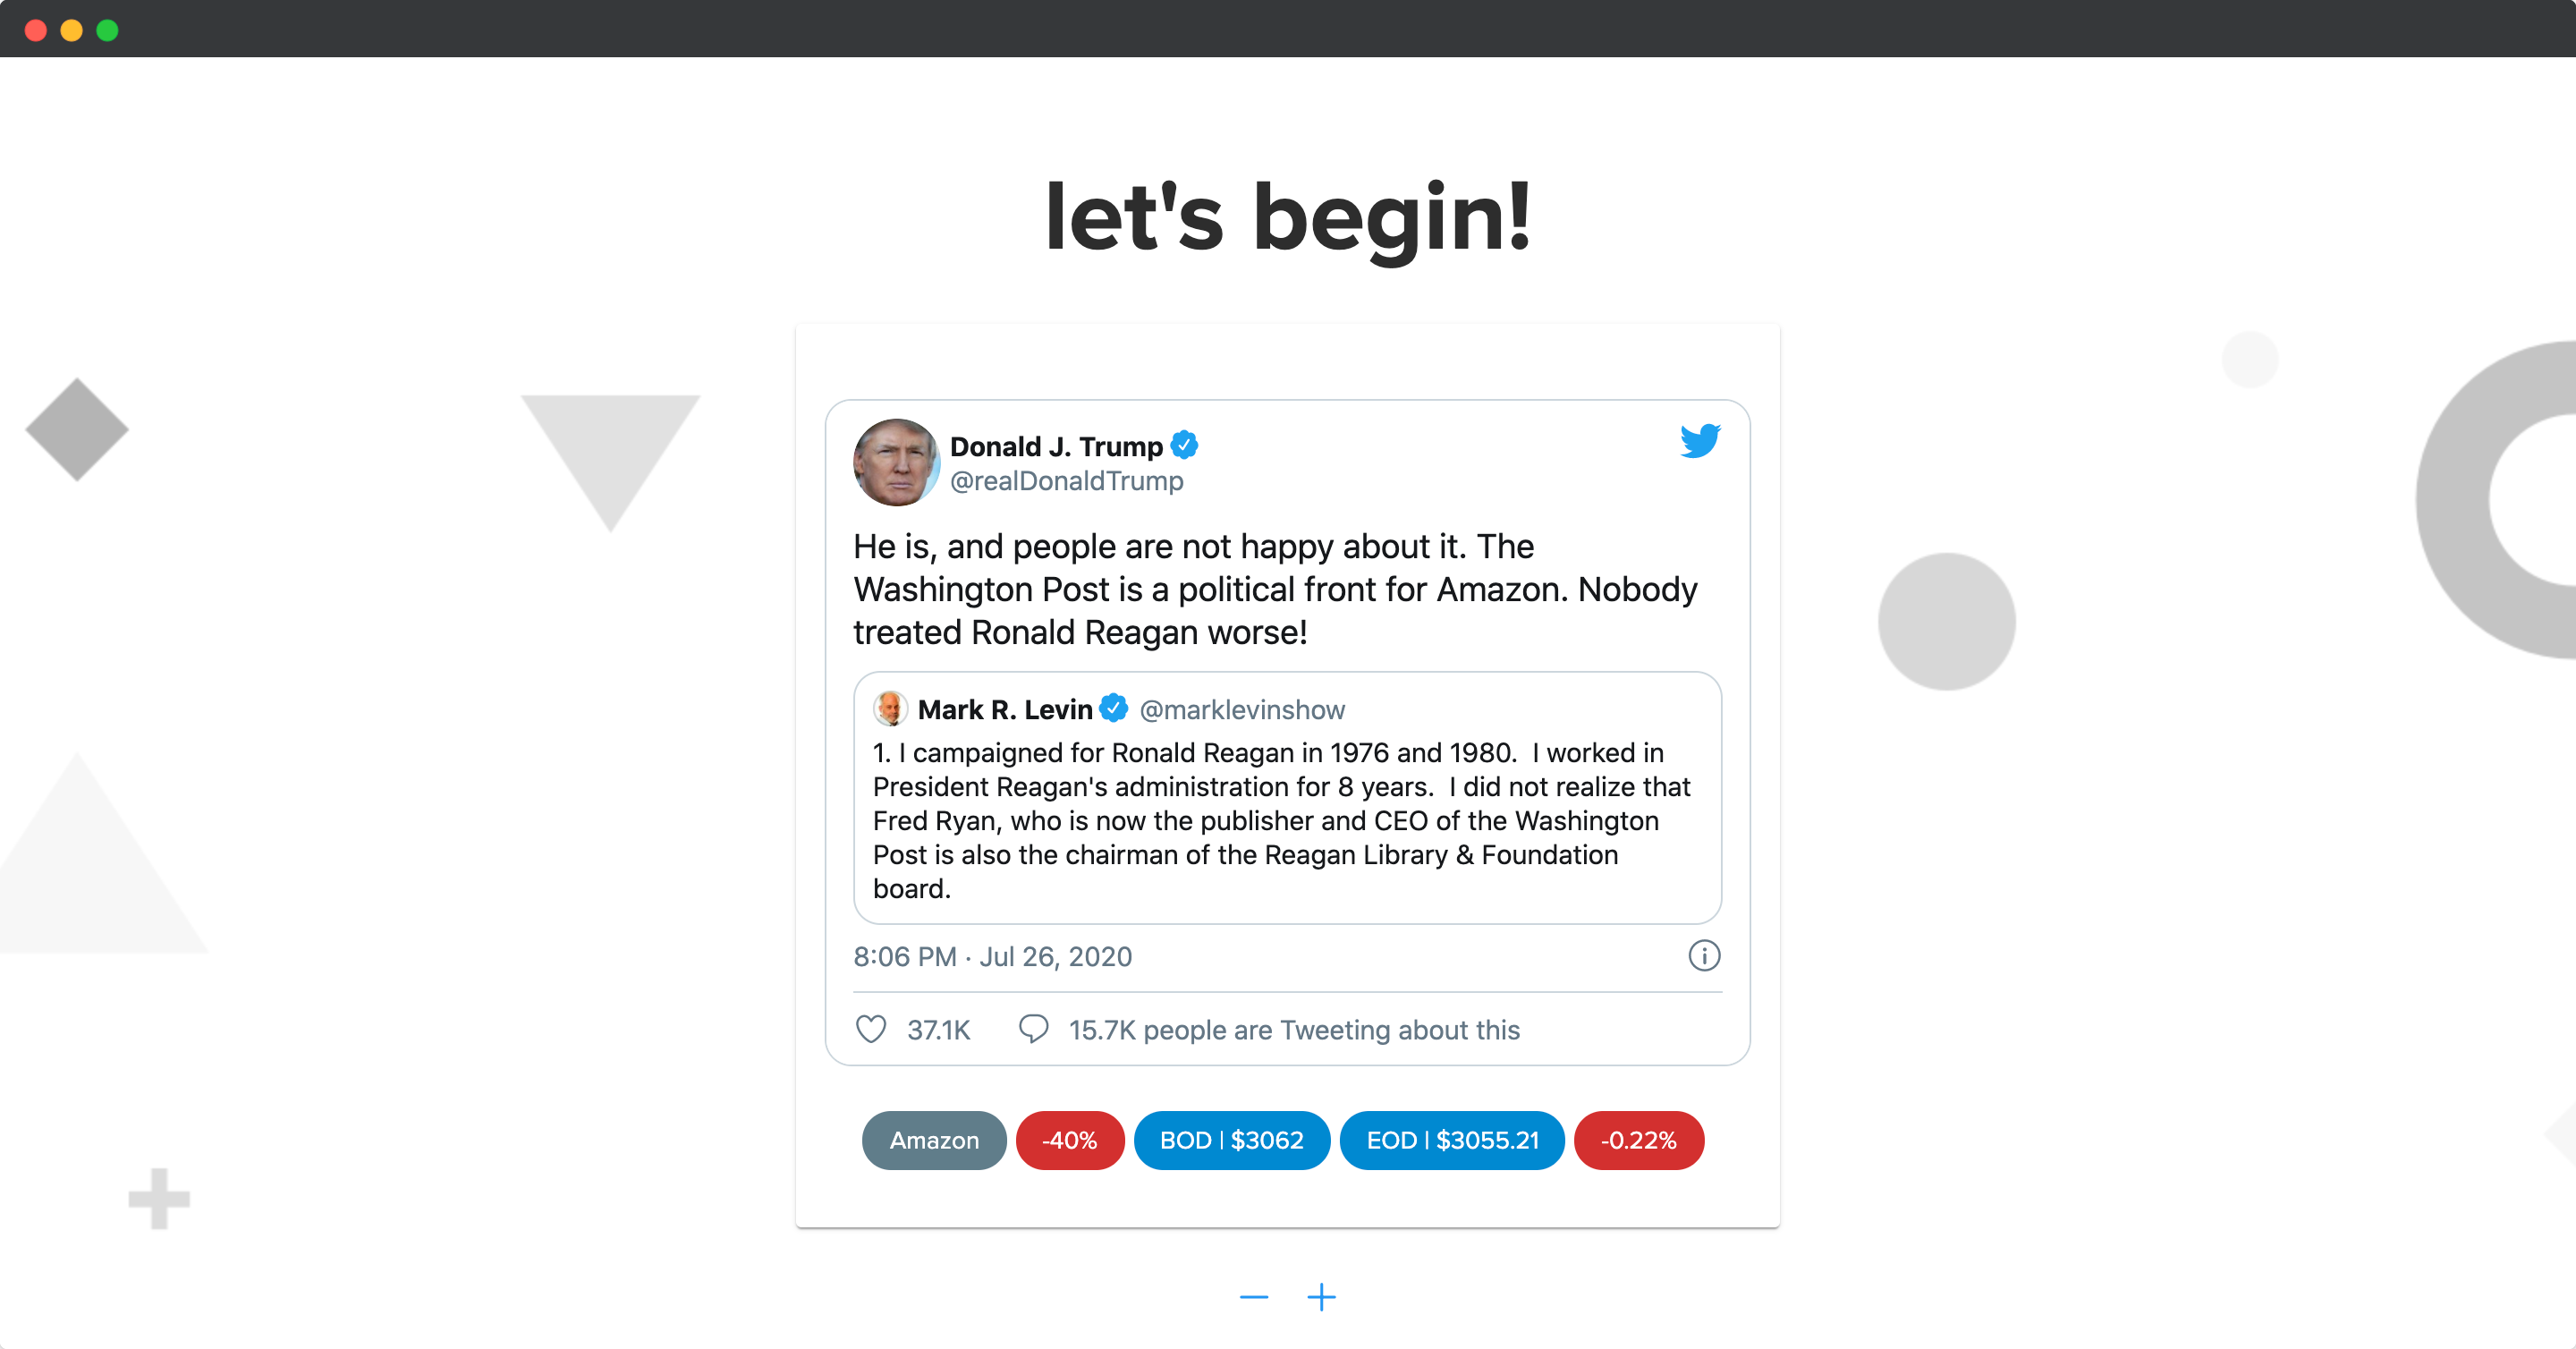 let's begin!
Donald J. Trump
@realDonaldTrump
He is, and people are not happy about it. The
Washington Post is a political front for Amazon. Nobody
treated Ronald Reagan worse!
Mark R. Levin @marklevinshow
1. I campaigned for Ronald Reagan in 1976 and 1980.  I worked in
President Reagan's administration for 8 years.  I did not realize that
Fred Ryan, who is now the publisher and CEO of the Washington
Post is also the chairman of the Reagan Library & Foundation
board.
8:06 PM · Jul 26, 2020
37.1K 15.7K people are Tweeting about this
Amazon -40% BOD | $3062 EOD | $3055.21 -0.22%